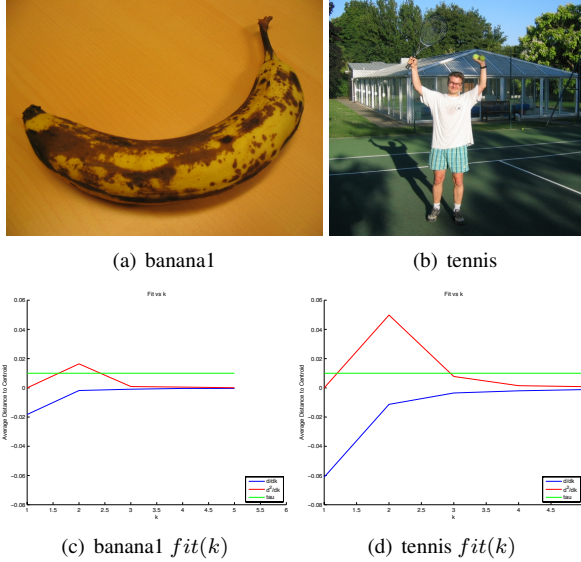 (a) banana1
(b) tennis
Fit vs k
0.06
0.04
0.02
0
−0.02
−0.04
−0.06
−0.08
Average Distance to Centroid
1
1.5
2
2.5
3
3.5
4
4.5
5
5.5
6
k
d/dk
d²/dk
tau
Fit vs k
0.06
0.04
0.02
0
−0.02
−0.04
−0.06
−0.08
Average Distance to Centroid
1
1.5
2
2.5
3
3.5
4
4.5
k
d/dk
d²/dk
tau
(c) banana1 fit(k)
(d) tennis fit(k)